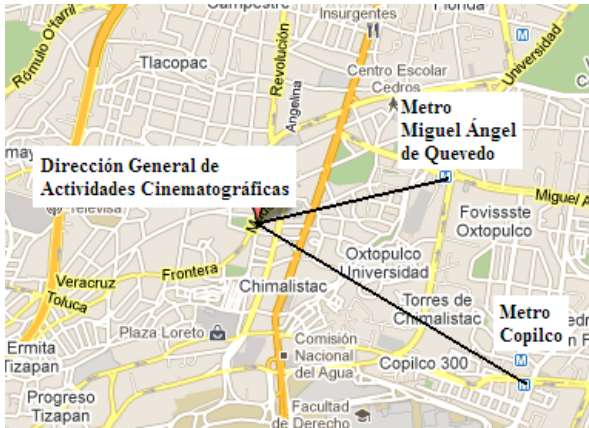 Campestre
Insurgentes
Florida
Rómulo O'farril
Tlacopac
Revolución
Angelina
Centro Escolar
Cedros
Universidad
Metro
Miguel Ángel
de Quevedo
Dirección General de
Actividades Cinematográficas
Televisa
Miguel A
Fovissste
Oxtopulco
Oxtopulco
Universidad
Frontera
Veracruz
Toluca
Chimalistac
Torres de
Chimalistac
Metro
Copilco
Plaza Loreto
Comisión
Nacional
del Agua
Copilco 300
Ermita
Tizapan
Progreso
Tizapan
Facultad
de Derecho